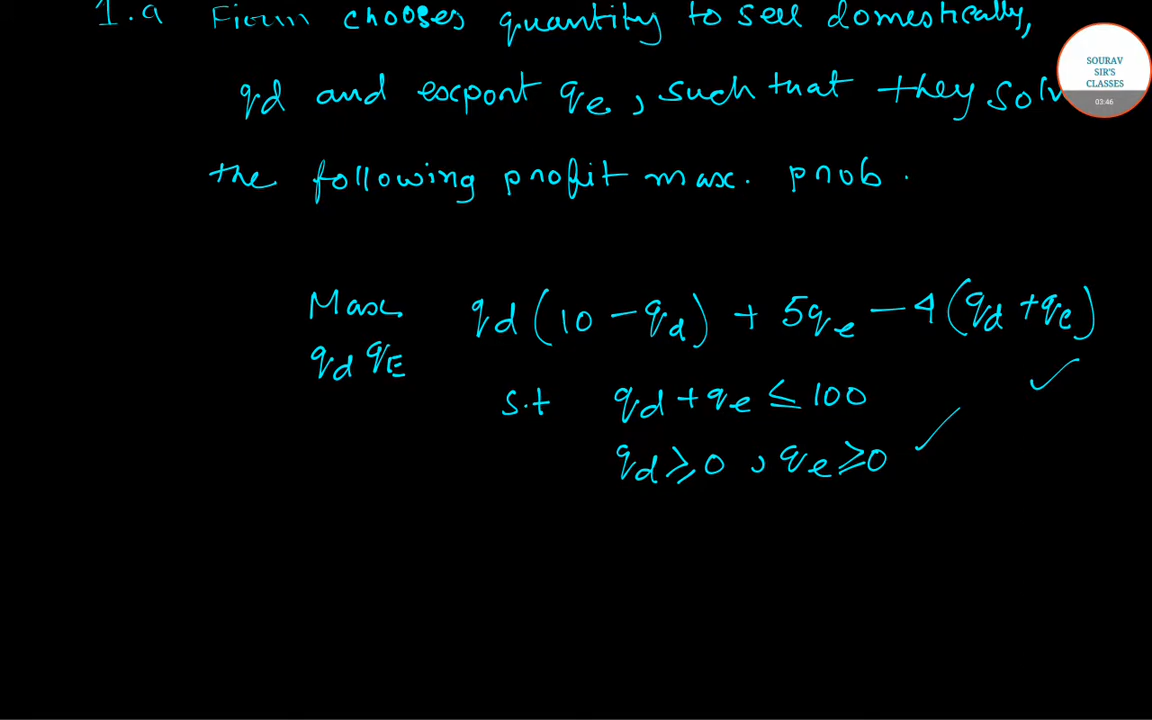 1.a Firm chooses quantity to sell domestically,
qd and export qe, such that they solv
the following profit max. prob.
Max qd(10-qd) + 5qe - 4(qd+qe)
qd qE
s.t qd+qe ≤ 100
qd ≥ 0, qe ≥ 0
SOURAV
SIR'S
CLASSES
03:46